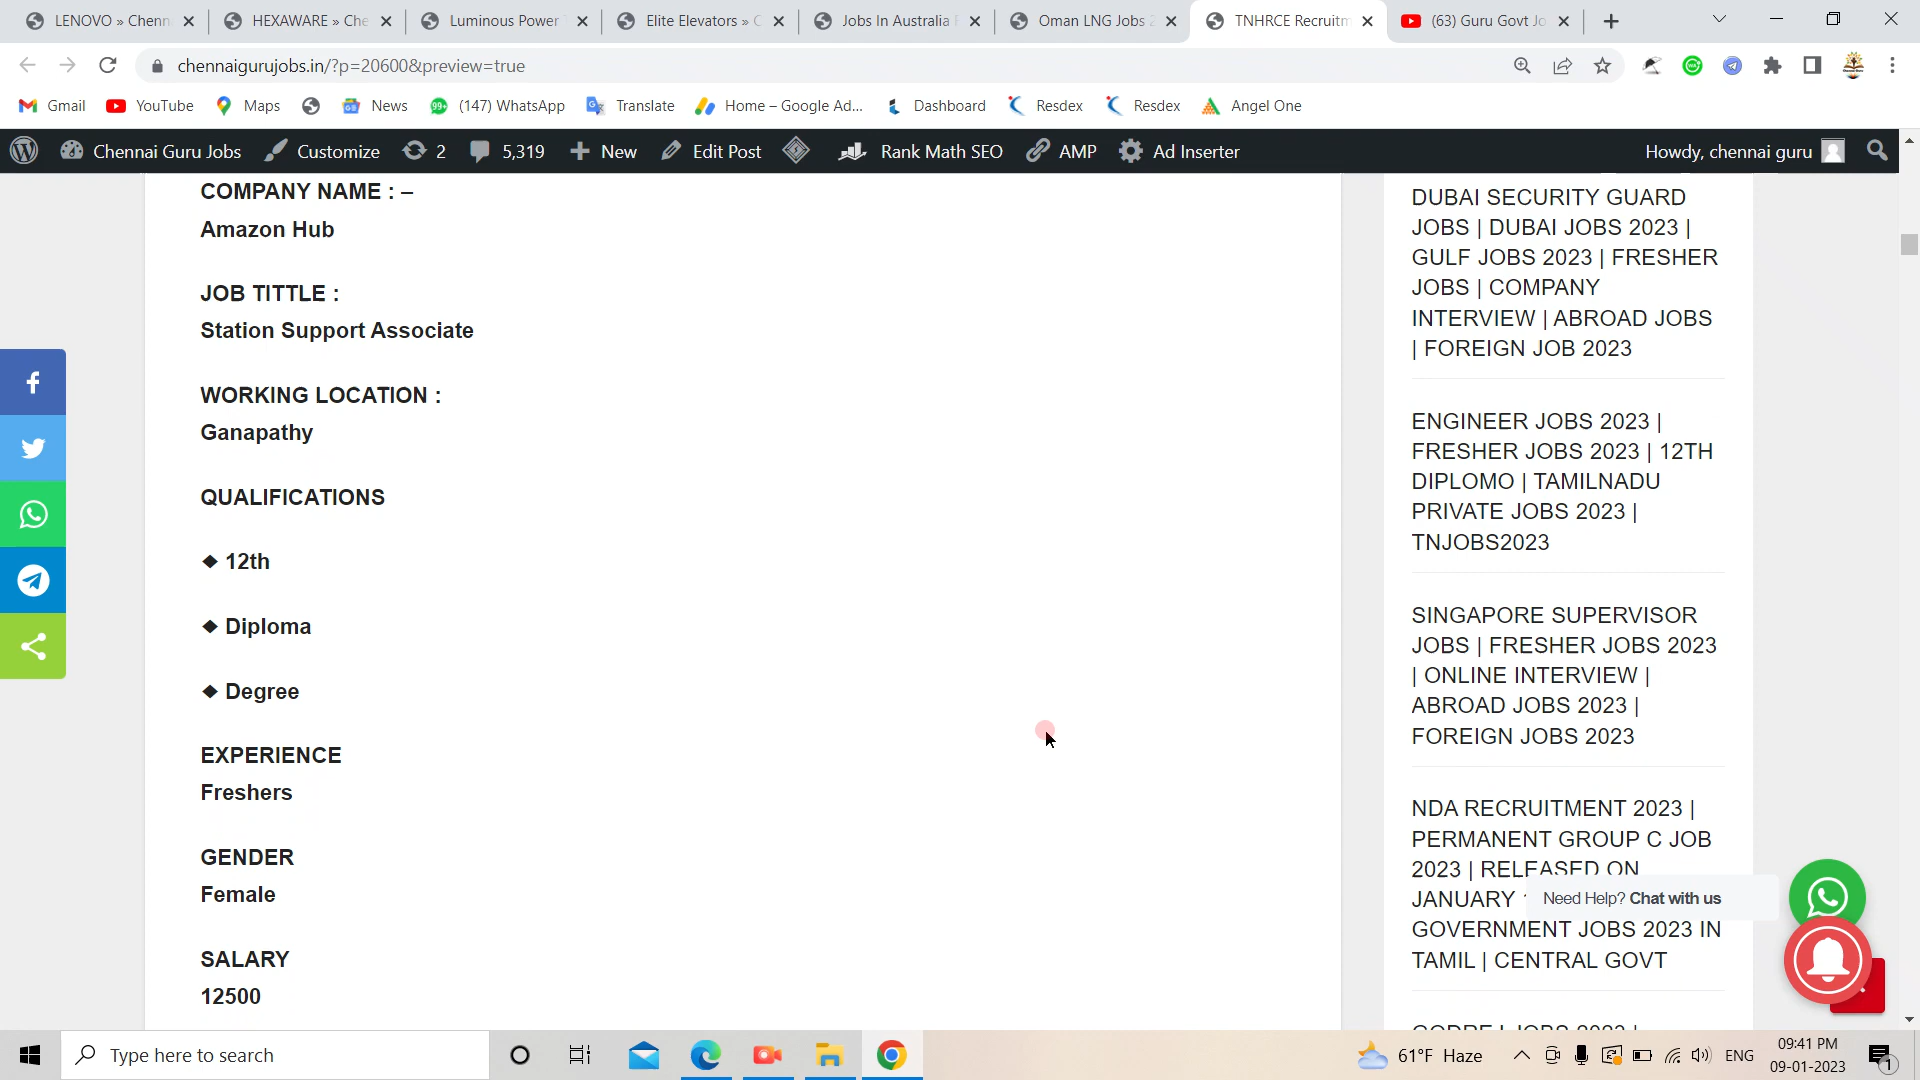 LENOVO » Chenn
HEXAWARE » Che
Luminous Power
Elite Elevators » C
Jobs In Australia
Oman LNG Jobs 2
TNHRCE Recruitm
(63) Guru Govt Jo
chennaigurujobs.in/?p=20600&preview=true
Gmail
YouTube
Maps
News
99+
(147) WhatsApp
Translate
Home – Google Ad...
Dashboard
Resdex
Resdex
Angel One
Chennai Guru Jobs
Customize
2
5,319
New
Edit Post
Rank Math SEO
AMP
Ad Inserter
Howdy, chennai guru
COMPANY NAME : –
Amazon Hub
JOB TITTLE :
Station Support Associate
WORKING LOCATION :
Ganapathy
QUALIFICATIONS
◆ 12th
◆ Diploma
◆ Degree
EXPERIENCE
Freshers
GENDER
Female
SALARY
12500
DUBAI SECURITY GUARD
JOBS | DUBAI JOBS 2023 |
GULF JOBS 2023 | FRESHER
JOBS | COMPANY
INTERVIEW | ABROAD JOBS
| FOREIGN JOB 2023
ENGINEER JOBS 2023 |
FRESHER JOBS 2023 | 12TH
DIPLOMO | TAMILNADU
PRIVATE JOBS 2023 |
TNJOBS2023
SINGAPORE SUPERVISOR
JOBS | FRESHER JOBS 2023
| ONLINE INTERVIEW |
ABROAD JOBS 2023 |
FOREIGN JOBS 2023
NDA RECRUITMENT 2023 |
PERMANENT GROUP C JOB
2023 | RELEASED ON
JANUARY
Need Help? Chat with us
GOVERNMENT JOBS 2023 IN
TAMIL | CENTRAL GOVT
Type here to search
61°F Haze
ENG
09:41 PM
09-01-2023
1